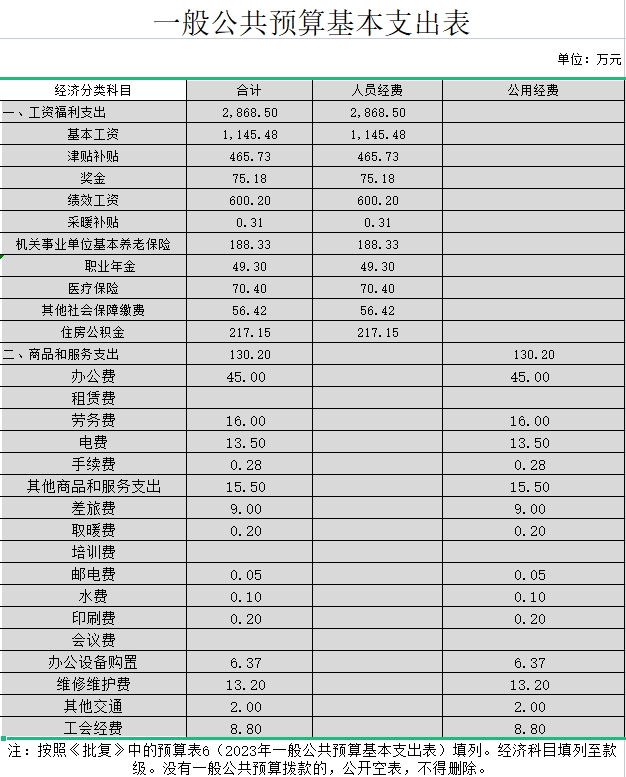 一般公共预算基本支出表
单位：万元
经济分类科目 合计 人员经费 公用经费
一、工资福利支出 2,868.50 2,868.50
基本工资 1,145.48 1,145.48
津贴补贴 465.73 465.73
奖金 75.18 75.18
绩效工资 600.20 600.20
采暖补贴 0.31 0.31
机关事业单位基本养老保险 188.33 188.33
职业年金 49.30 49.30
医疗保险 70.40 70.40
其他社会保障缴费 56.42 56.42
住房公积金 217.15 217.15
二、商品和服务支出 130.20 130.20
办公费 45.00 45.00
租赁费
劳务费 16.00 16.00
电费 13.50 13.50
手续费 0.28 0.28
其他商品和服务支出 15.50 15.50
差旅费 9.00 9.00
取暖费 0.20 0.20
培训费
邮电费 0.05 0.05
水费 0.10 0.10
印刷费 0.20 0.20
会议费
办公设备购置 6.37 6.37
维修维护费 13.20 13.20
其他交通 2.00 2.00
工会经费 8.80 8.80
注：按照《批复》中的预算表6（2023年一般公共预算基本支出表）填列。经济科目填列至款
级。没有一般公共预算拨款的，公开空表，不得删除。